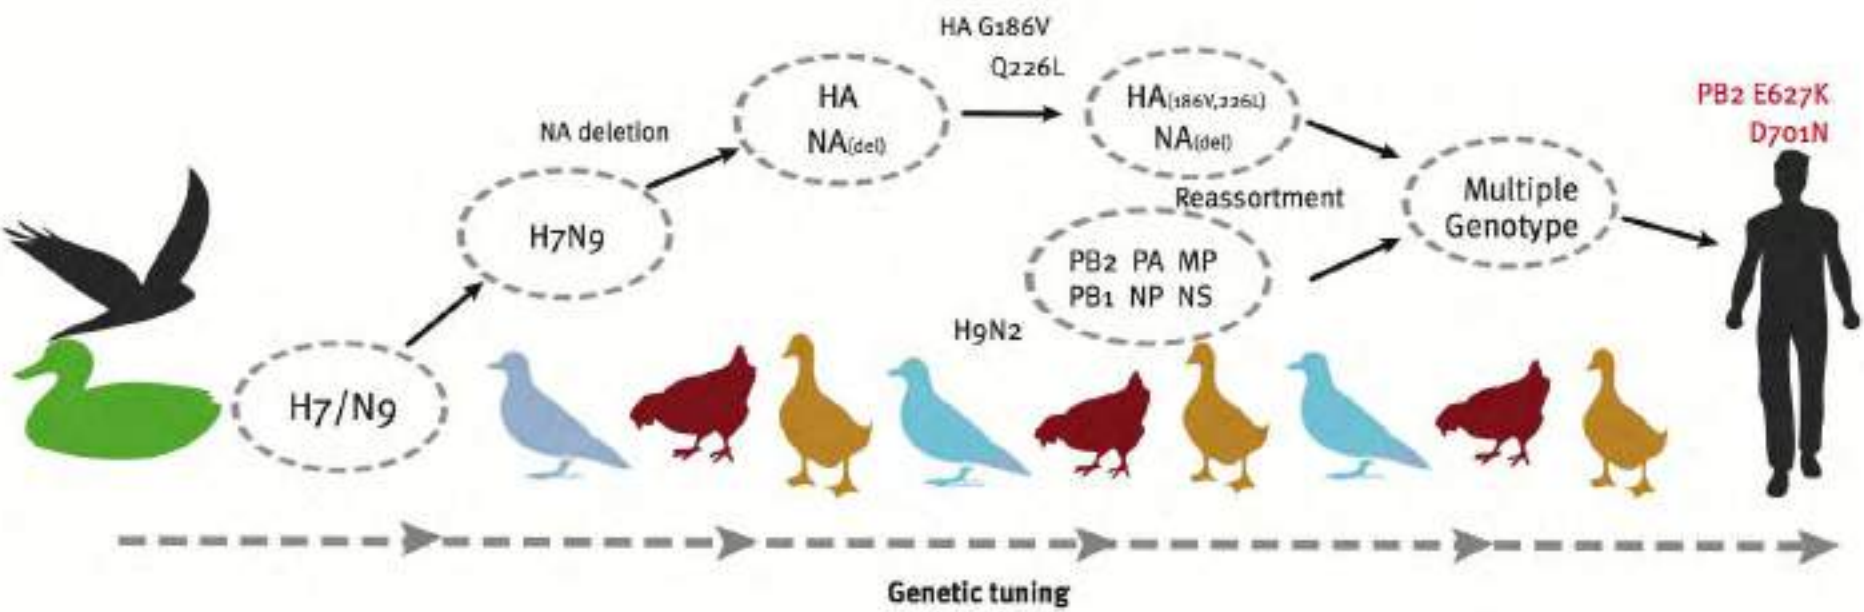 HA G186V
Q226L
HA
NA(del)
HA(186V,226L)
NA(del)
PB2 E627K
D701N
NA deletion
Reassortment
Multiple
Genotype
H7N9
PB2 PA MP
PB1 NP NS
H9N2
H7/N9
Genetic tuning